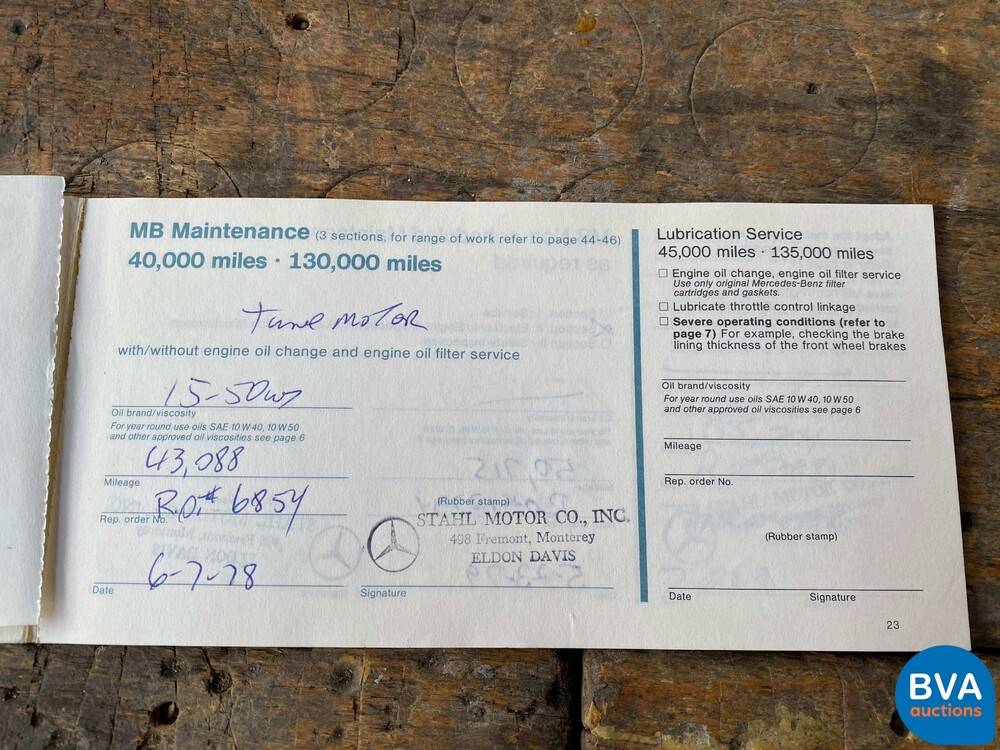 MB Maintenance (3 sections, for range of work refer to page 44-46)
40,000 miles · 130,000 miles
Tune MOTOR
with/without engine oil change and engine oil filter service
15-50w
Oil brand/viscosity
For year round use oils SAE 10 W 40, 10 W 50
and other approved oil viscosities see page 6
43,088
Mileage
R.O.# 6854
Rep. order No.
(Rubber stamp)
STAHL MOTOR CO., INC.
498 Fremont, Monterey
ELDON DAVIS
6-7-78
Date
Signature
Lubrication Service
45,000 miles · 135,000 miles
Engine oil change, engine oil filter service
Use only original Mercedes-Benz filter
cartridges and gaskets.
Lubricate throttle control linkage
Severe operating conditions (refer to
page 7) For example, checking the brake
lining thickness of the front wheel brakes
Oil brand/viscosity
For year round use oils SAE 10 W 40, 10 W 50
and other approved oil viscosities see page 6
Mileage
Rep. order No.
(Rubber stamp)
Date
Signature
23
BVA
auctions